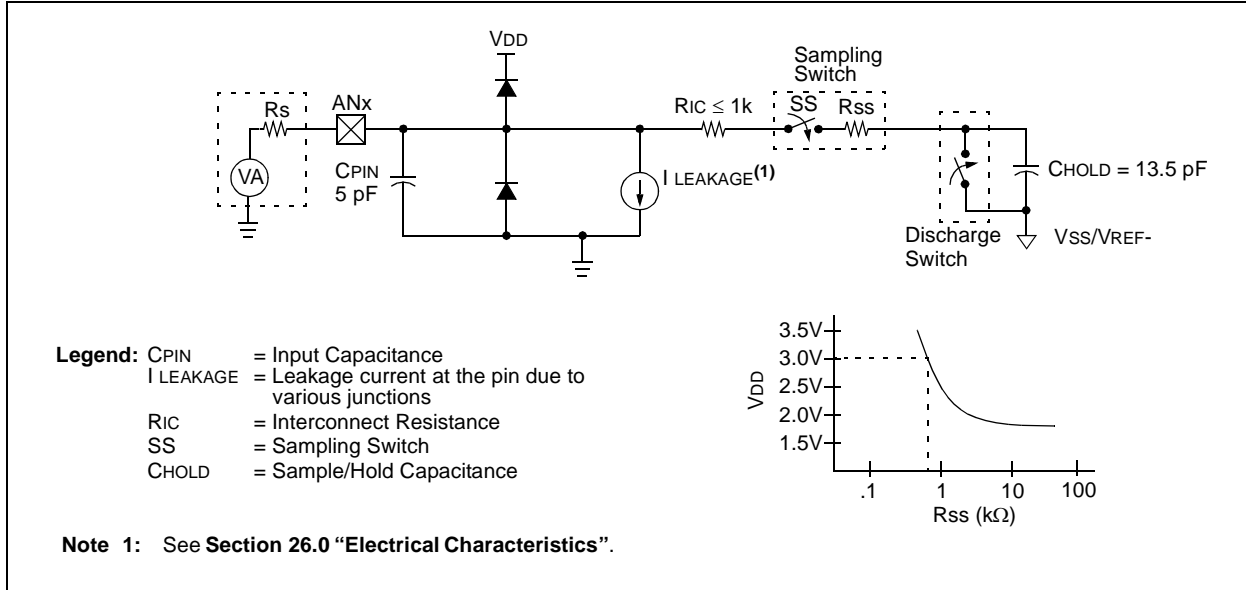 VDD
Sampling
Switch
Rs
ANx
RIC ≤ 1k
SS
Rss
VA
CPIN
5 pF
I LEAKAGE(1)
CHOLD = 13.5 pF
Discharge
Switch
VSS/VREF-
Legend: CPIN = Input Capacitance
I LEAKAGE = Leakage current at the pin due to
various junctions
RIC = Interconnect Resistance
SS = Sampling Switch
CHOLD = Sample/Hold Capacitance
VDD
3.5V
3.0V
2.5V
2.0V
1.5V
.1 1 10 100
Rss (kΩ)
Note 1: See Section 26.0 “Electrical Characteristics”.